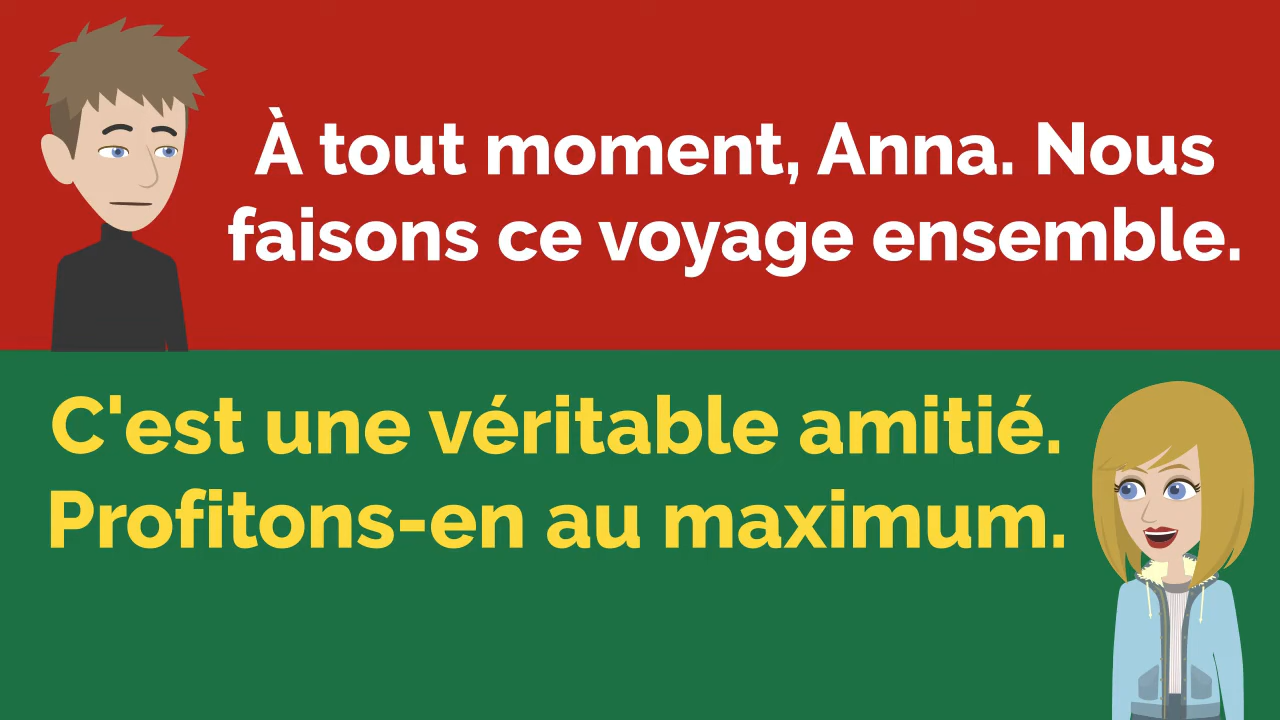 À tout moment, Anna. Nous
faisons ce voyage ensemble.
C'est une véritable amitié.
Profitons-en au maximum.